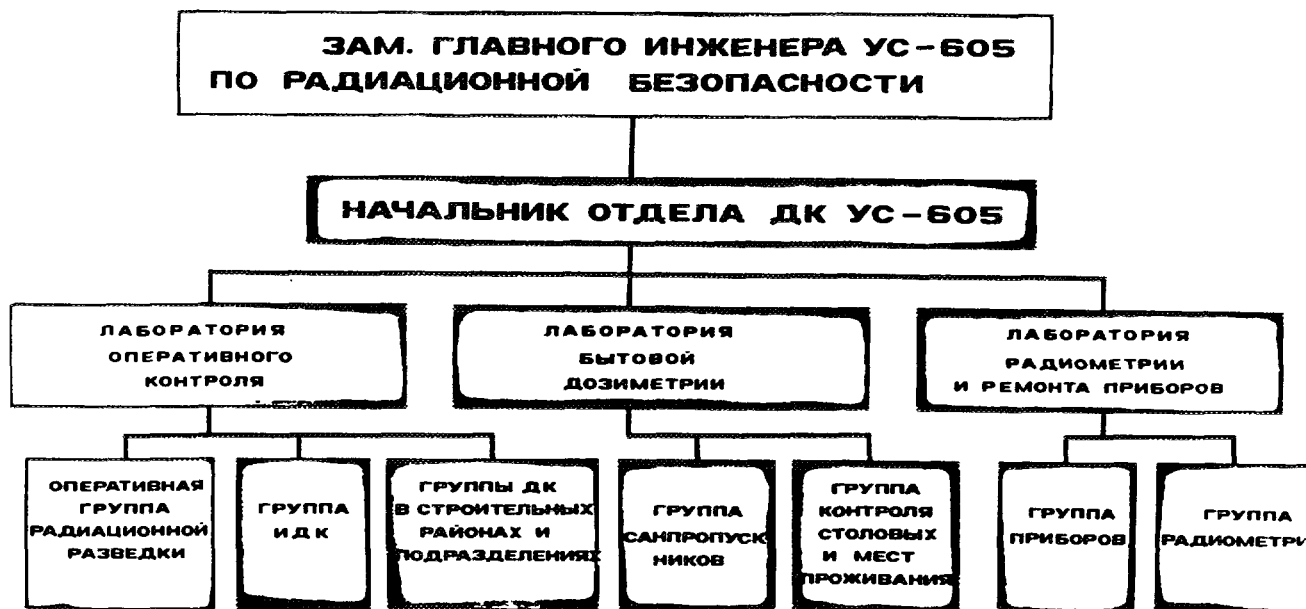 ЗАМ. ГЛАВНОГО ИНЖЕНЕРА УС-605
ПО РАДИАЦИОННОЙ БЕЗОПАСНОСТИ
НАЧАЛЬНИК ОТДЕЛА ДК УС-605
ЛАБОРАТОРИЯ
ОПЕРАТИВНОГО
КОНТРОЛЯ
ЛАБОРАТОРИЯ
БЫТОВОЙ
ДОЗИМЕТРИИ
ЛАБОРАТОРИЯ
РАДИОМЕТРИИ
И РЕМОНТА ПРИБОРОВ
ОПЕРАТИВНАЯ
ГРУППА
РАДИАЦИОННОЙ
РАЗВЕДКИ
ГРУППА
ИДК
ГРУППЫ ДК
В СТРОИТЕЛЬНЫХ
РАЙОНАХ И
ПОДРАЗДЕЛЕНИЯХ
ГРУППА
САНПРОПУСК
НИКОВ
ГРУППА
КОНТРОЛЯ
СТОЛОВЫХ
И МЕСТ
ПРОЖИВАНИЯ
ГРУППА
ПРИБОРОВ
ГРУППА
РАДИОМЕТРИ